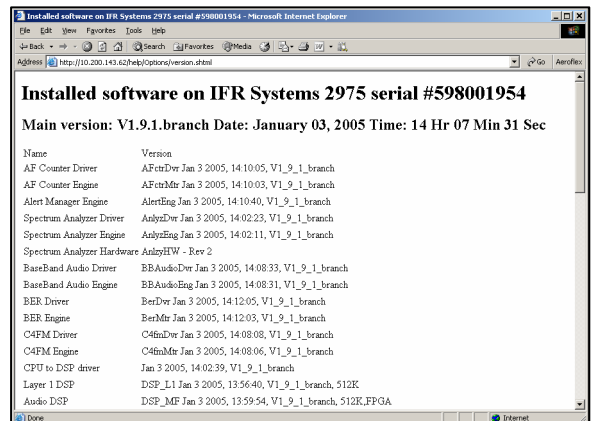 Installed software on IFR Systems 2975 serial #598001954 - Microsoft Internet Explorer
File Edit View Favorites Tools Help
Back Search Favorites Media
Address http://10.200.143.62/help/Options/version.shtml Go Aeroflex
Installed software on IFR Systems 2975 serial #598001954
Main version: V1.9.1.branch Date: January 03, 2005 Time: 14 Hr 07 Min 31 Sec
Name Version
AF Counter Driver AFctrDvr Jan 3 2005, 14:10:05, V1_9_1_branch
AF Counter Engine AFctrMtr Jan 3 2005, 14:10:03, V1_9_1_branch
Alert Manager Engine AlertEng Jan 3 2005, 14:10:40, V1_9_1_branch
Spectrum Analyzer Driver AnlyzDvr Jan 3 2005, 14:02:23, V1_9_1_branch
Spectrum Analyzer Engine AnlyzEng Jan 3 2005, 14:02:11, V1_9_1_branch
Spectrum Analyzer Hardware AnlzyHW - Rev 2
BaseBand Audio Driver BBAudioDvr Jan 3 2005, 14:08:33, V1_9_1_branch
BaseBand Audio Engine BBAudioEng Jan 3 2005, 14:08:31, V1_9_1_branch
BER Driver BerDvr Jan 3 2005, 14:12:05, V1_9_1_branch
BER Engine BerMtr Jan 3 2005, 14:12:03, V1_9_1_branch
C4FM Driver C4fmDvr Jan 3 2005, 14:08:08, V1_9_1_branch
C4FM Engine C4fmMtr Jan 3 2005, 14:08:06, V1_9_1_branch
CPU to DSP driver Jan 3 2005, 14:02:39, V1_9_1_branch
Layer 1 DSP DSP_L1 Jan 3 2005, 13:56:40, V1_9_1_branch, 512K
Audio DSP DSP_MF Jan 3 2005, 13:59:54, V1_9_1_branch, 512K,FPGA
Done Internet